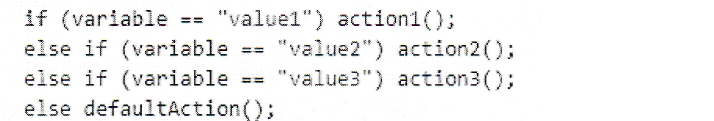 if (variable == "value1") action1();
else if (variable == "value2") action2();
else if (variable == "value3") action3();
else defaultAction();